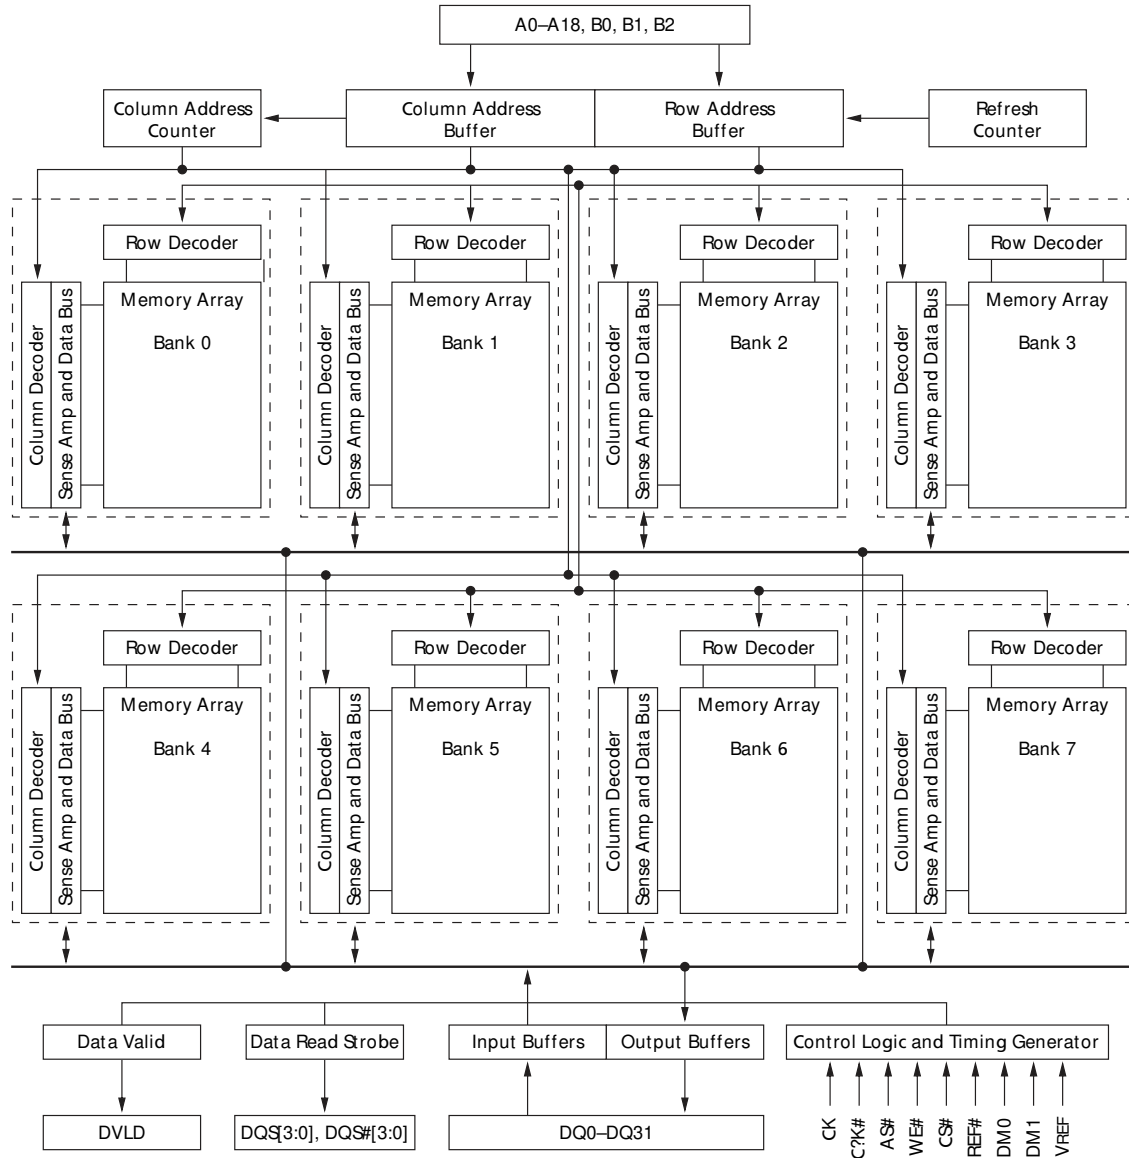 A0–A18, B0, B1, B2
Column Address
Counter
Column Address
Buffer
Row Address
Buffer
Refresh
Counter
Row Decoder
Row Decoder
Row Decoder
Row Decoder
Column Decoder
Sense Amp and Data Bus
Memory Array
Bank 0
Column Decoder
Sense Amp and Data Bus
Memory Array
Bank 1
Column Decoder
Sense Amp and Data Bus
Memory Array
Bank 2
Column Decoder
Sense Amp and Data Bus
Memory Array
Bank 3
Row Decoder
Row Decoder
Row Decoder
Row Decoder
Column Decoder
Sense Amp and Data Bus
Memory Array
Bank 4
Column Decoder
Sense Amp and Data Bus
Memory Array
Bank 5
Column Decoder
Sense Amp and Data Bus
Memory Array
Bank 6
Column Decoder
Sense Amp and Data Bus
Memory Array
Bank 7
Data Valid
Data Read Strobe
Input Buffers
Output Buffers
Control Logic and Timing Generator
DVLD
DQS[3:0], DQS#[3:0]
DQ0–DQ31
CK
C?K#
AS#
WE#
CS#
REF#
DM0
DM1
VREF